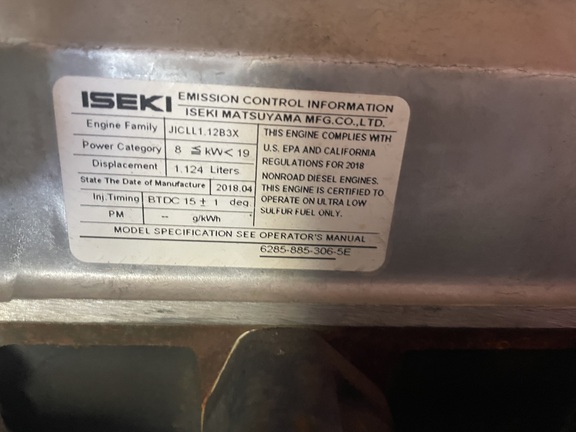 ISEKI EMISSION CONTROL INFORMATION
ISEKI MATSUYAMA MFG.CO.,LTD.
Engine Family JICLL1.12B3X
Power Category 8 ≦ kW< 19
Displacement 1.124 Liters
State The Date of Manufacture 2018.04
Inj.Timing BTDC 15 ± 1 deg
PM -- g/kWh
THIS ENGINE COMPLIES WITH
U.S. EPA AND CALIFORNIA
REGULATIONS FOR 2018
NONROAD DIESEL ENGINES.
THIS ENGINE IS CERTIFIED TO
OPERATE ON ULTRA LOW
SULFUR FUEL ONLY.
MODEL SPECIFICATION SEE OPERATOR'S MANUAL
6285-885-306-5E